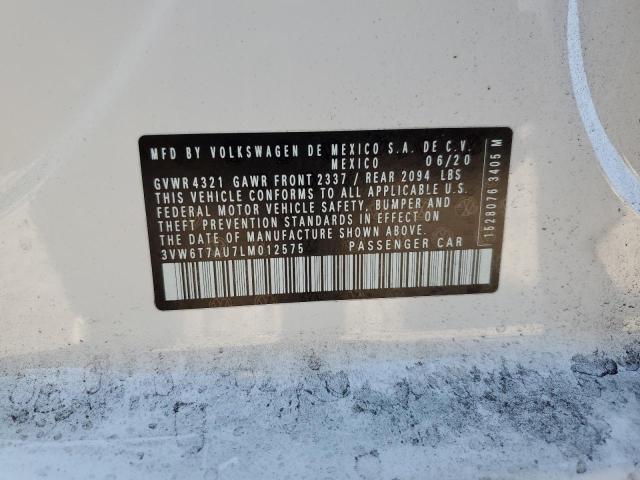 MFD BY VOLKSWAGEN DE MEXICO S.A. DE C.V.
MEXICO 06/20
GVWR 4321 GAWR FRONT 2337 / REAR 2094 LBS
THIS VEHICLE CONFORMS TO ALL APPLICABLE U.S.
FEDERAL MOTOR VEHICLE SAFETY, BUMPER AND
THEFT PREVENTION STANDARDS IN EFFECT ON
THE DATE OF MANUFACTURE SHOWN ABOVE.
3VW6T7AU7LM012575 PASSENGER CAR
1528076 3405 M